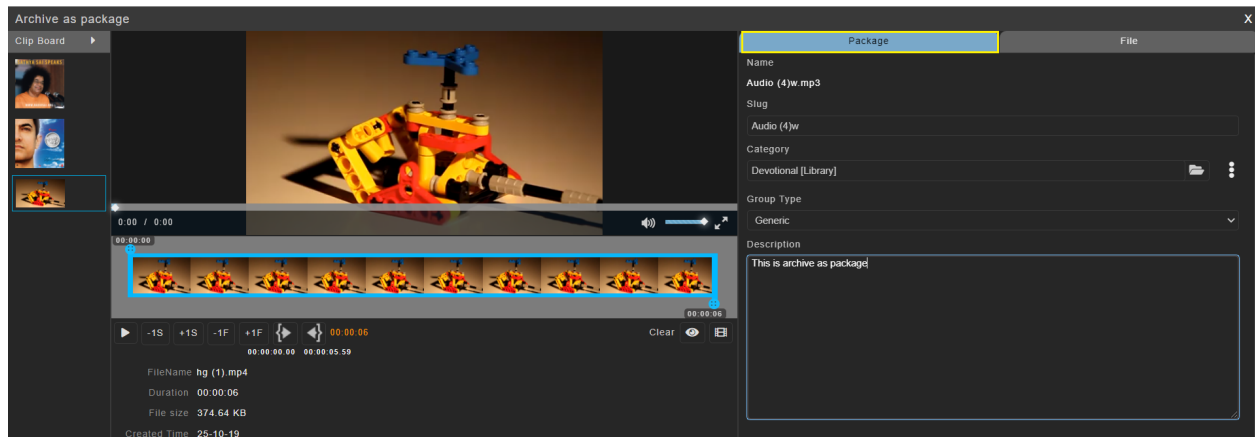 Archive as package
X
Clip Board
0:00 / 0:00
00:00:00
00:00:06
-1S +1S -1F +1F 00:00:06 Clear
00:00:00.00 00:00:05.59
FileName hg (1).mp4
Duration 00:00:06
File size 374.64 KB
Created Time 25-10-19
Package File
Name
Audio (4)w.mp3
Slug
Audio (4)w
Category
Devotional [Library]
Group Type
Generic
Description
This is archive as package